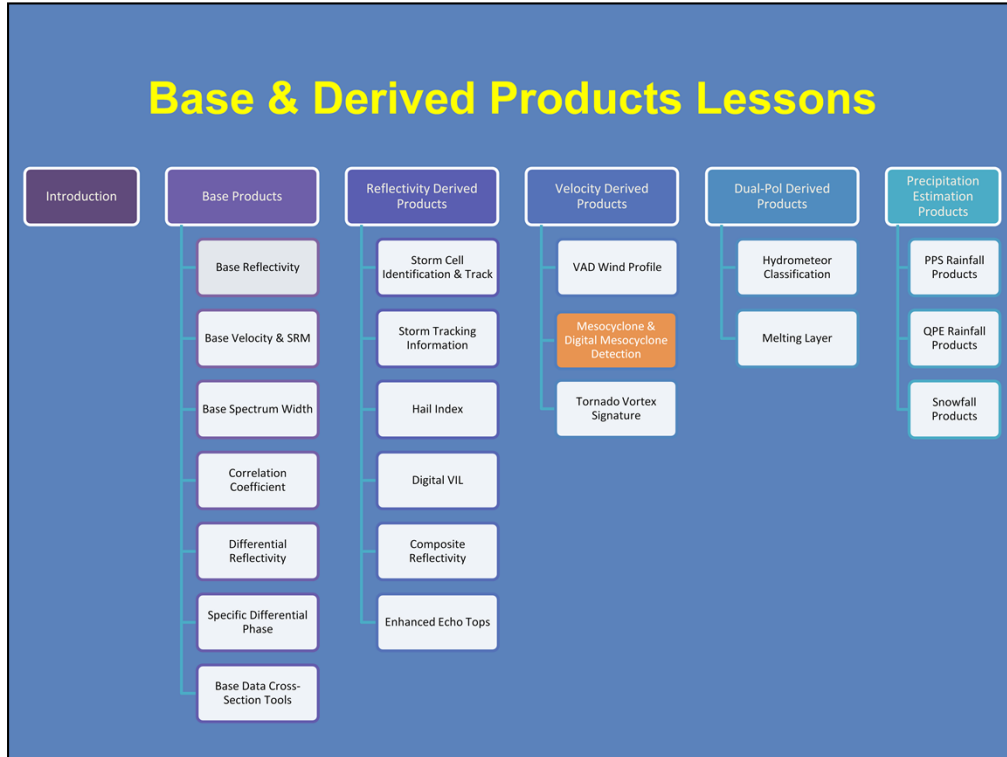 Base & Derived Products Lessons
Introduction
Base Products
Base Reflectivity
Base Velocity & SRM
Base Spectrum Width
Correlation
Coefficient
Differential
Reflectivity
Specific Differential
Phase
Base Data Cross-
Section Tools
Reflectivity Derived
Products
Storm Cell
Identification & Track
Storm Tracking
Information
Hail Index
Digital VIL
Composite
Reflectivity
Enhanced Echo Tops
Velocity Derived
Products
VAD Wind Profile
Mesocyclone &
Digital Mesocyclone
Detection
Tornado Vortex
Signature
Dual-Pol Derived
Products
Hydrometeor
Classification
Melting Layer
Precipitation
Estimation
Products
PPS Rainfall
Products
QPE Rainfall
Products
Snowfall
Products